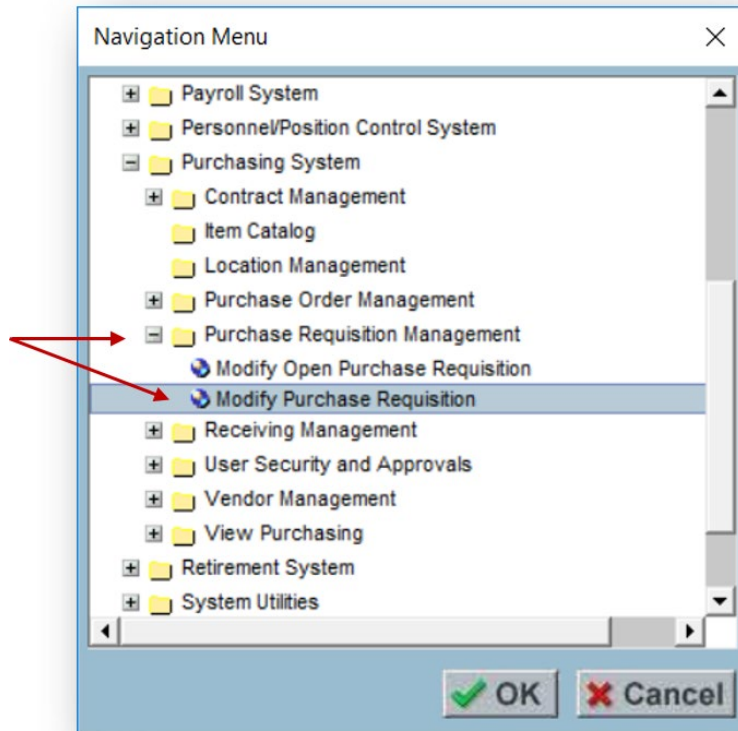 Navigation Menu
Payroll System
Personnel/Position Control System
Purchasing System
Contract Management
Item Catalog
Location Management
Purchase Order Management
Purchase Requisition Management
Modify Open Purchase Requisition
Modify Purchase Requisition
Receiving Management
User Security and Approvals
Vendor Management
View Purchasing
Retirement System
System Utilities
OK Cancel